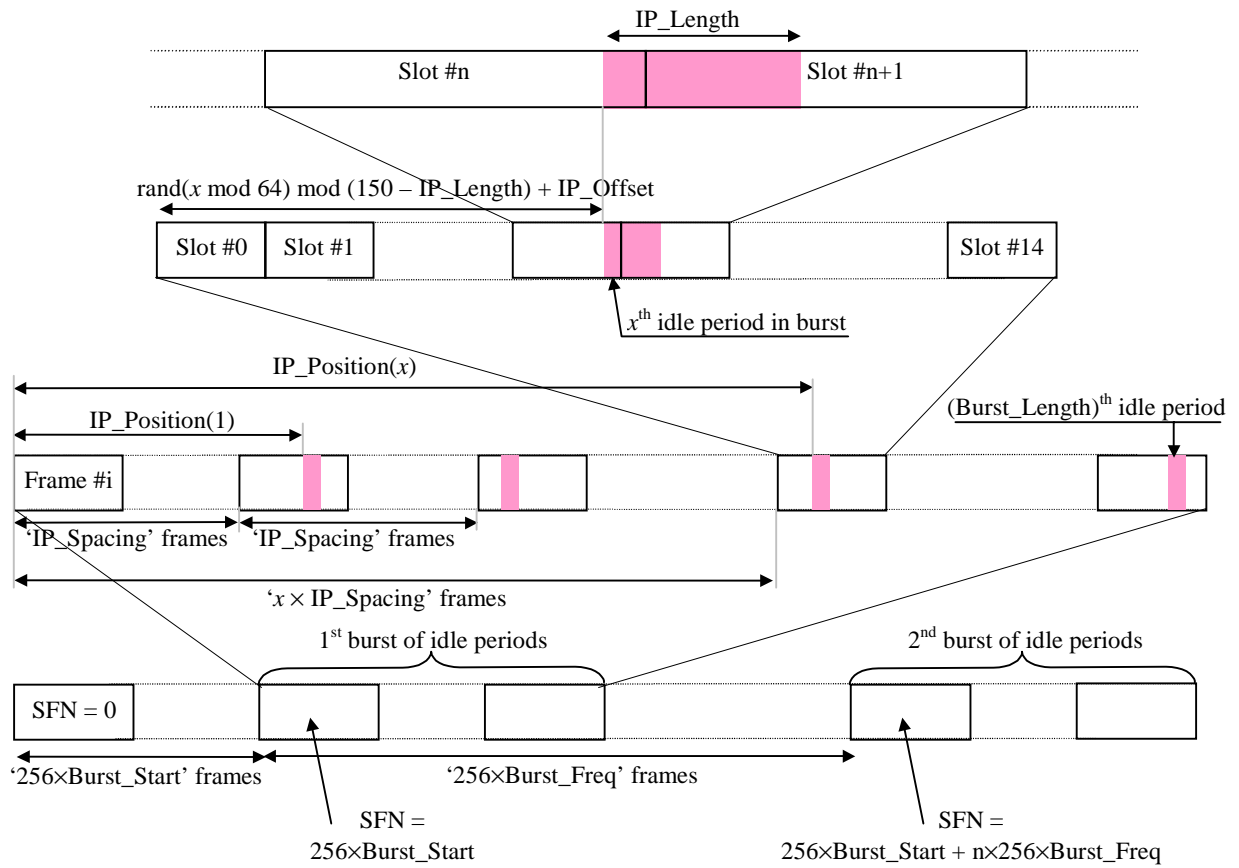 IP_Length
Slot #n
Slot #n+1
rand(x mod 64) mod (150 – IP_Length) + IP_Offset
Slot #0
Slot #1
Slot #14
xth idle period in burst
IP_Position(x)
(Burst_Length)th idle period
IP_Position(1)
Frame #i
‘IP_Spacing’ frames
‘IP_Spacing’ frames
‘x × IP_Spacing’ frames
1st burst of idle periods
2nd burst of idle periods
SFN = 0
‘256×Burst_Start’ frames
‘256×Burst_Freq’ frames
SFN =
256×Burst_Start
SFN =
256×Burst_Start + n×256×Burst_Freq